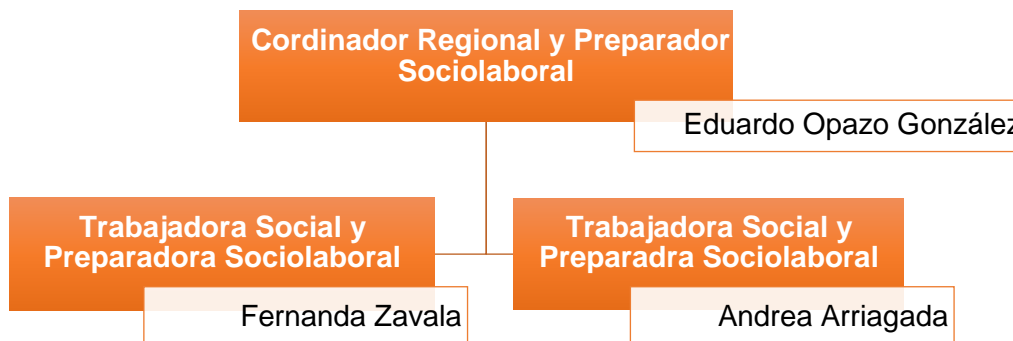 Cordinador Regional y Preparador
Sociolaboral
Eduardo Opazo González
Trabajadora Social y
Preparadora Sociolaboral
Fernanda Zavala
Trabajadora Social y
Preparadra Sociolaboral
Andrea Arriagada